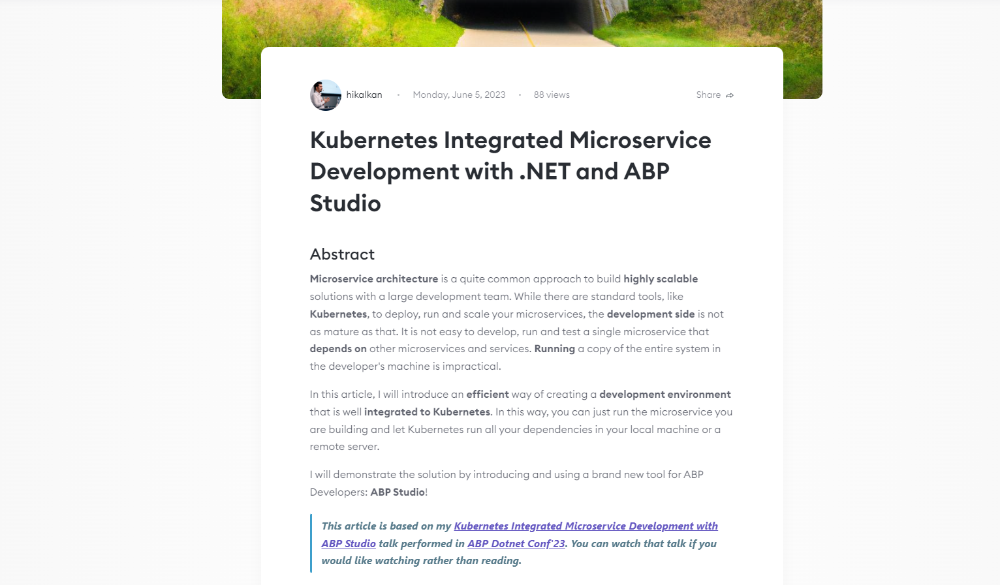 hikalkan • Monday, June 5, 2023 • 88 views Share
Kubernetes Integrated Microservice
Development with .NET and ABP
Studio
Abstract
Microservice architecture is a quite common approach to build highly scalable
solutions with a large development team. While there are standard tools, like
Kubernetes, to deploy, run and scale your microservices, the development side is not
as mature as that. It is not easy to develop, run and test a single microservice that
depends on other microservices and services. Running a copy of the entire system in
the developer's machine is impractical.
In this article, I will introduce an efficient way of creating a development environment
that is well integrated to Kubernetes. In this way, you can just run the microservice you
are building and let Kubernetes run all your dependencies in your local machine or a
remote server.
I will demonstrate the solution by introducing and using a brand new tool for ABP
Developers: ABP Studio!
This article is based on my Kubernetes Integrated Microservice Development with
ABP Studio talk performed in ABP Dotnet Conf'23. You can watch that talk if you
would like watching rather than reading.